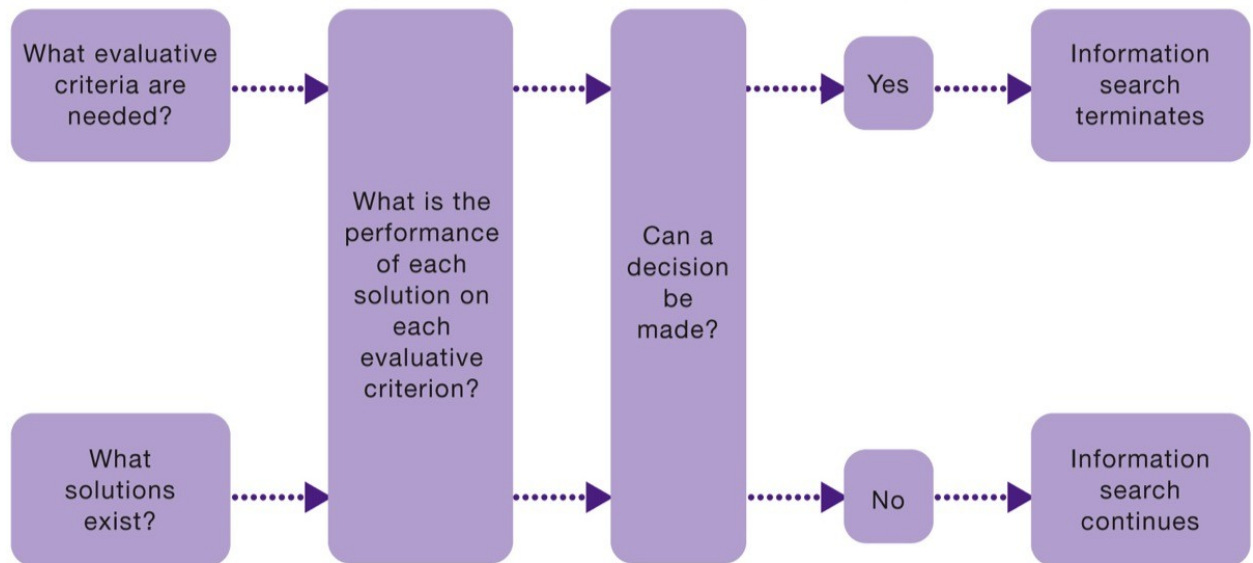 What evaluative
criteria are
needed?
What
solutions
exist?
What is the
performance
of each
solution on
each
evaluative
criterion?
Can a
decision
be
made?
Yes
Information
search
terminates
No
Information
search
continues